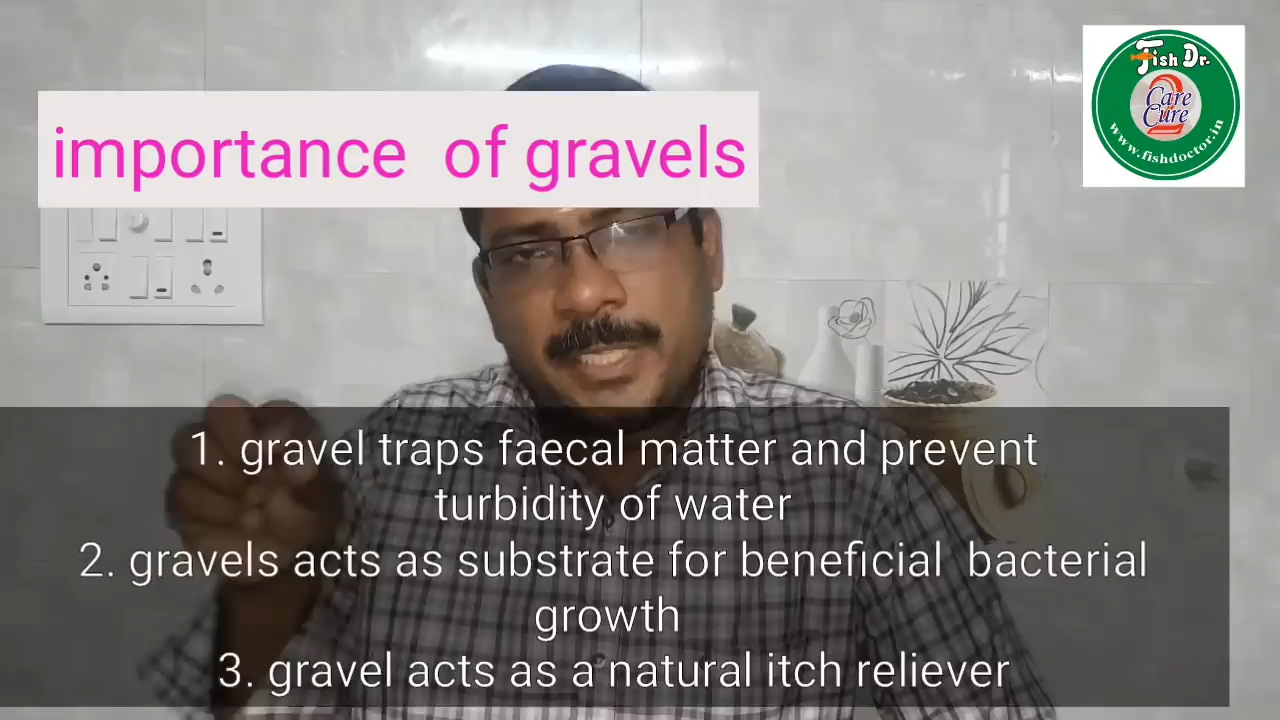 importance of gravels
Fish Dr.
2
Care
Cure
www.fishdoctor.in
1. gravel traps faecal matter and prevent
turbidity of water
2. gravels acts as substrate for beneficial bacterial
growth
3. gravel acts as a natural itch reliever